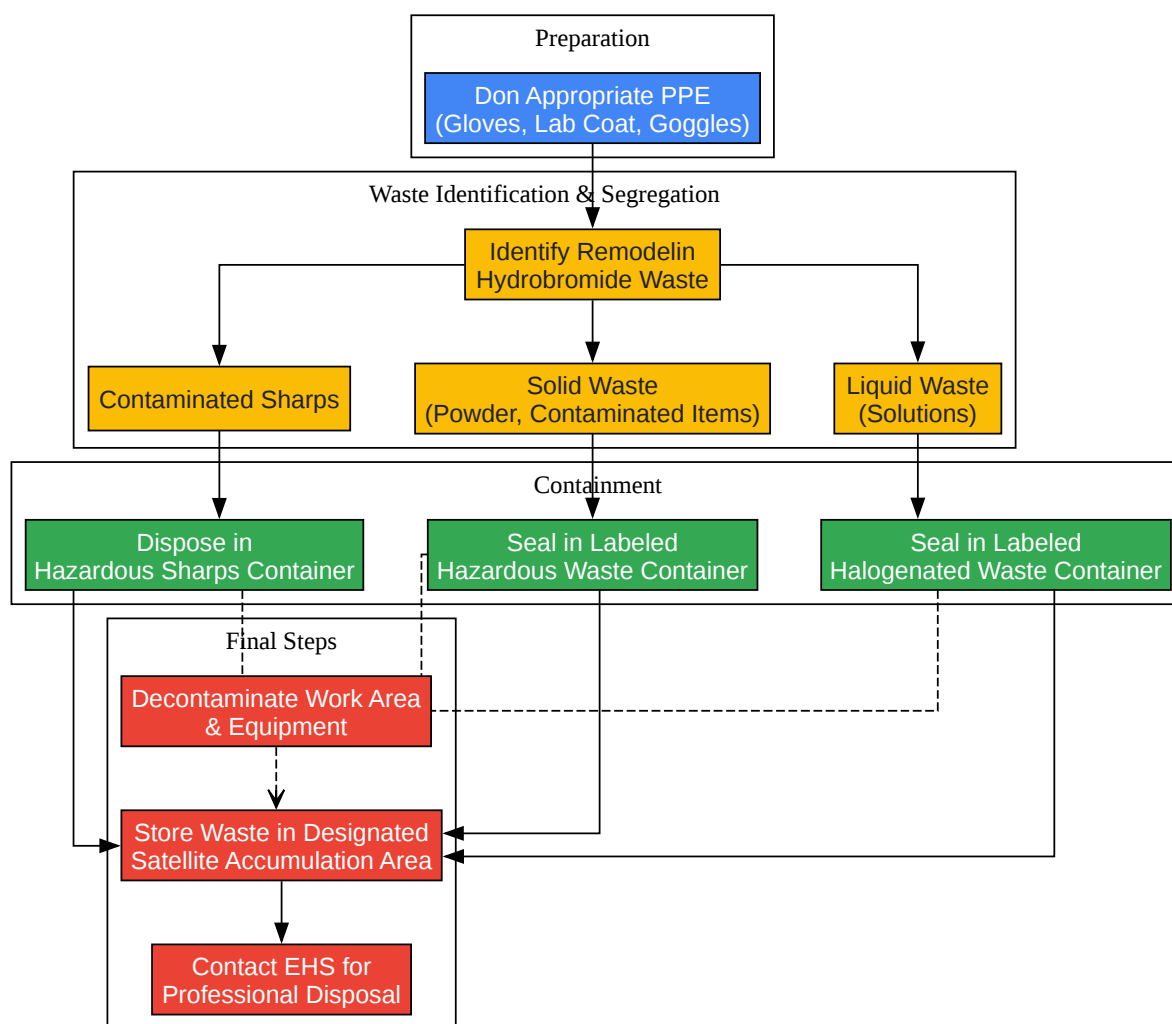 Preparation
Don Appropriate PPE
(Gloves, Lab Coat, Goggles)
Waste Identification & Segregation
Identify Remodelin
Hydrobromide Waste
Contaminated Sharps
Solid Waste
(Powder, Contaminated Items)
Liquid Waste
(Solutions)
Containment
Dispose in
Hazardous Sharps Container
Seal in Labeled
Hazardous Waste Container
Seal in Labeled
Halogenated Waste Container
Final Steps
Decontaminate Work Area
& Equipment
Store Waste in Designated
Satellite Accumulation Area
Contact EHS for
Professional Disposal